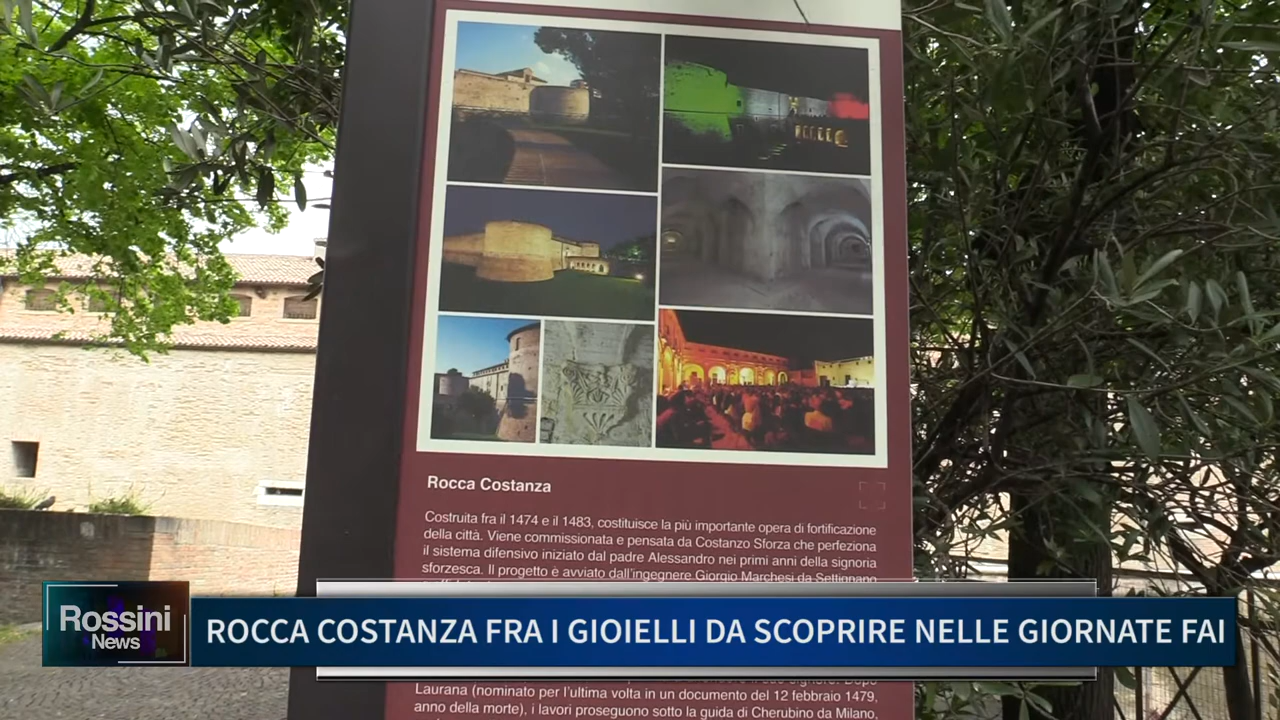 Rocca Costanza
Costruita fra il 1474 e il 1483, costituisce la più importante opera di fortificazione
della città. Viene commissionata e pensata da Costanzo Sforza che perfeziona
il sistema difensivo iniziato dal padre Alessandro nei primi anni della signoria
sforzesca. Il progetto è avviato dall'ingegnere Giorgio Marchesi da Settignano
Rossini
News
ROCCA COSTANZA FRA I GIOIELLI DA SCOPRIRE NELLE GIORNATE FAI
Laurana (nominato per l'ultima volta in un documento del 12 febbraio 1479,
anno della morte), i lavori proseguono sotto la guida di Cherubino da Milano,